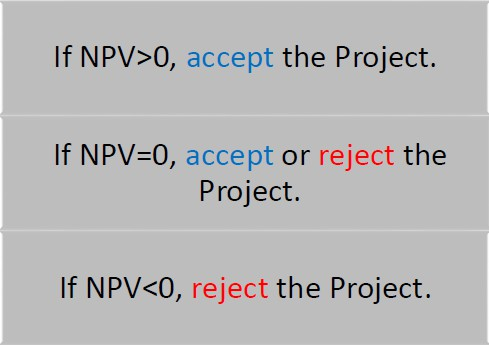 If NPV>0, accept the Project.
If NPV=0, accept or reject the
Project.
If NPV<0, reject the Project.